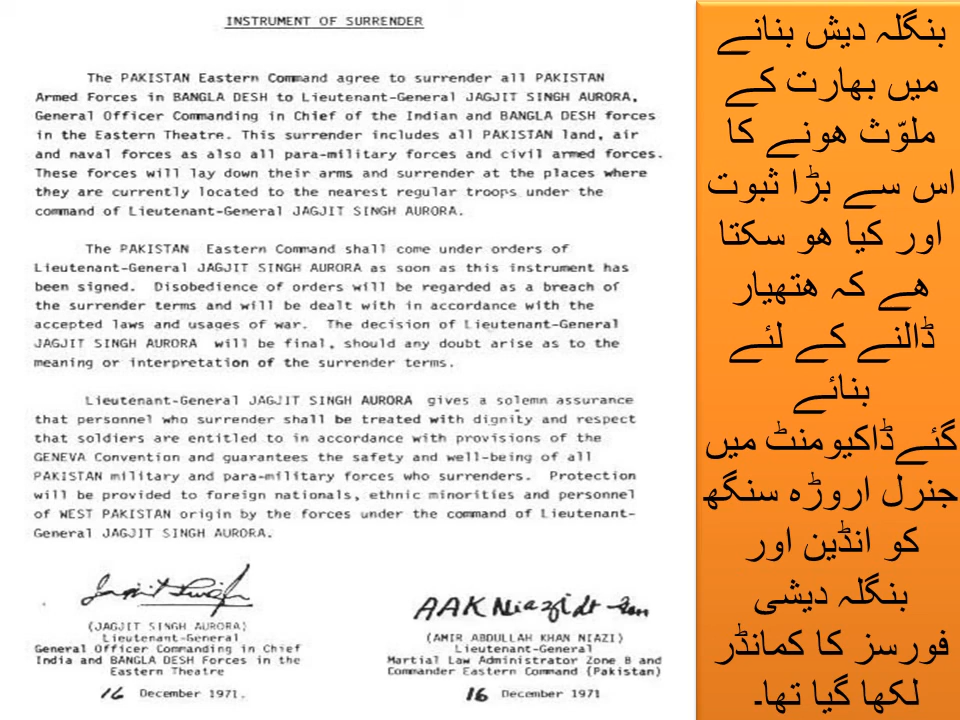 INSTRUMENT OF SURRENDER
The PAKISTAN Eastern Command agree to surrender all PAKISTAN
Armed Forces in BANGLA DESH to Lieutenant-General JAGJIT SINGH AURORA,
General Officer Commanding in Chief of the Indian and BANGLA DESH forces
in the Eastern Theatre. This surrender includes all PAKISTAN land, air
and naval forces as also all para-military forces and civil armed forces.
These forces will lay down their arms and surrender at the places where
they are currently located to the nearest regular troops under the
command of Lieutenant-General JAGJIT SINGH AURORA.
The PAKISTAN Eastern Command shall come under orders of
Lieutenant-General JAGJIT SINGH AURORA as soon as this instrument has
been signed. Disobedience of orders will be regarded as a breach of
the surrender terms and will be dealt with in accordance with the
accepted laws and usages of war. The decision of Lieutenant-General
JAGJIT SINGH AURORA will be final, should any doubt arise as to the
meaning or interpretation of the surrender terms.
Lieutenant-General JAGJIT SINGH AURORA gives a solemn assurance
that personnel who surrender shall be treated with dignity and respect
that soldiers are entitled to in accordance with provisions of the
GENEVA Convention and guarantees the safety and well-being of all
PAKISTAN military and para-military forces who surrenders. Protection
will be provided to foreign nationals, ethnic minorities and personnel
of WEST PAKISTAN origin by the forces under the command of Lieutenant-
General JAGJIT SINGH AURORA.
(JAGJIT SINGH AURORA)
Lieutenant-General
General Officer Commanding in Chief
India and BANGLA DESH Forces in the
Eastern Theatre
16 December 1971.
AAK Niazi Lt Gen
(AMIR ABDULLAH KHAN NIAZI)
Lieutenant-General
Martial Law Administrator Zone B and
Commander Eastern Command (Pakistan)
16 December 1971
بنگلہ دیش بنانے
میں بھارت کے
ملوّث ھونے کا
اس سے بڑا ثبوت
اور کیا ھو سکتا
ھے کہ ھتھیار
ڈالنے کے لئے
بنائے
گئےڈاکیومنٹ میں
جنرل اروڑہ سنگھ
کو انڈین اور
بنگلہ دیشی
فورسز کا کمانڈر
لکھا گیا تھا۔